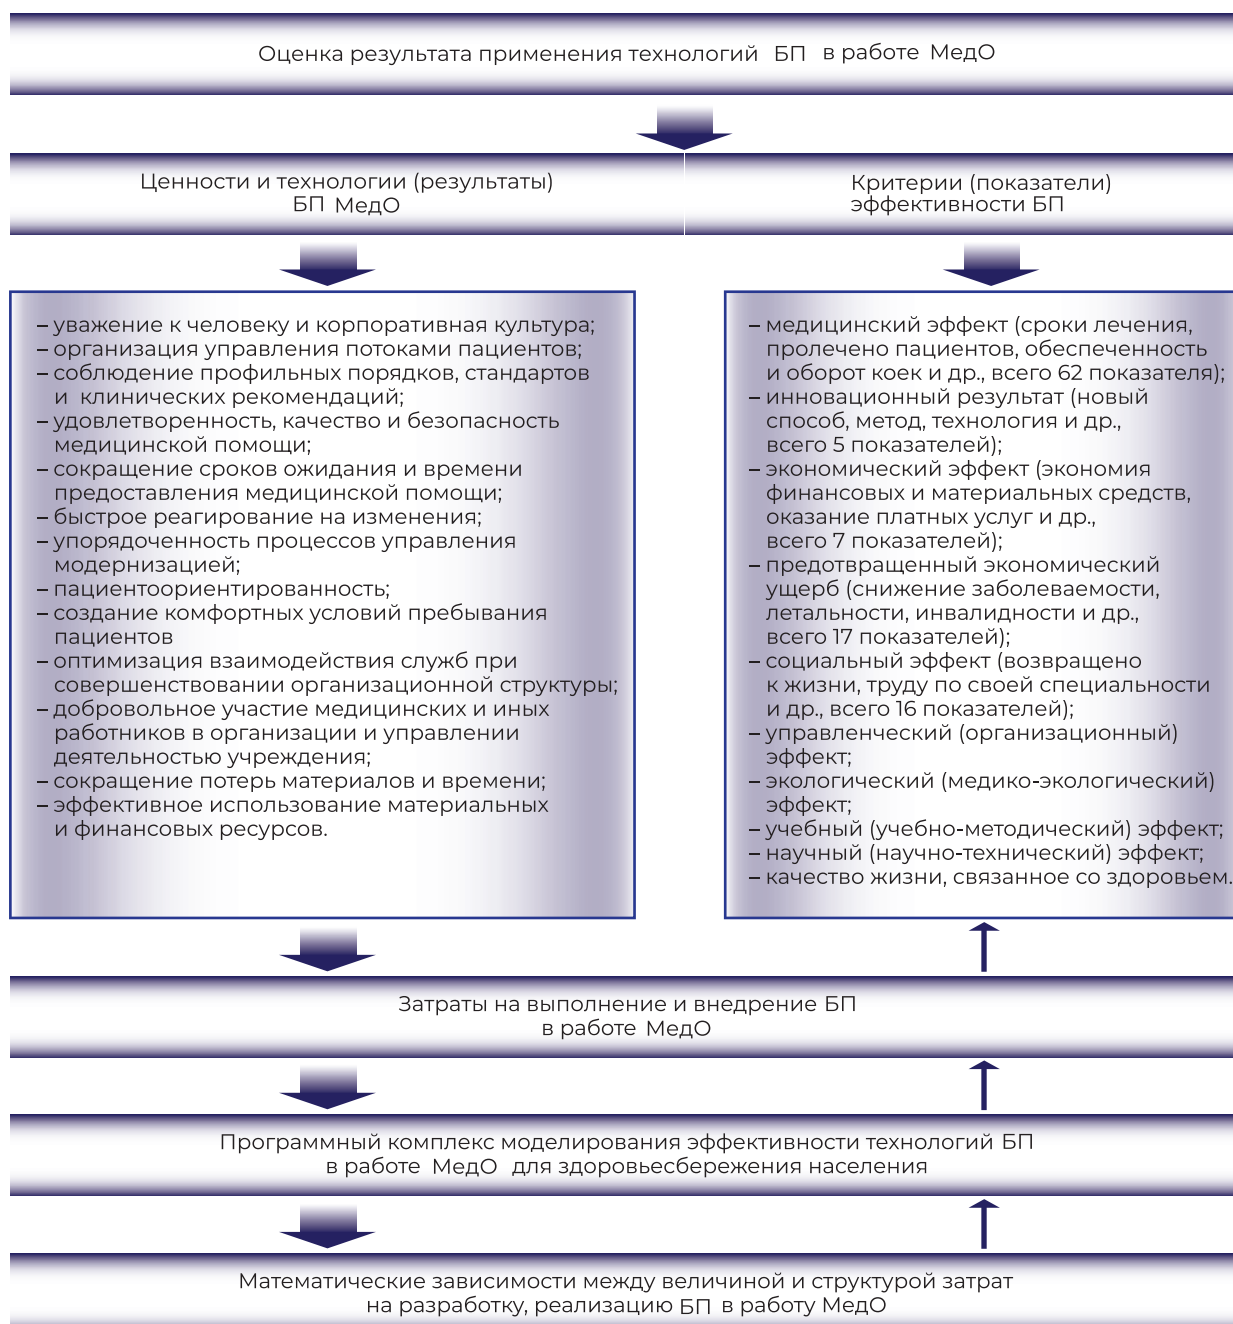 Оценка результата применения технологий БП в работе МедО
Ценности и технологии (результаты)
БП МедО
Критерии (показатели)
эффективности БП
– уважение к человеку и корпоративная культура;
– организация управления потоками пациентов;
– соблюдение профильных порядков, стандартов
и клинических рекомендаций;
– удовлетворенность, качество и безопасность
медицинской помощи;
– сокращение сроков ожидания и времени
предоставления медицинской помощи;
– быстрое реагирование на изменения;
– упорядоченность процессов управления
модернизацией;
– пациентоориентированность;
– создание комфортных условий пребывания
пациентов
– оптимизация взаимодействия служб при
совершенствовании организационной структуры;
– добровольное участие медицинских и иных
работников в организации и управлении
деятельностью учреждения;
– сокращение потерь материалов и времени;
– эффективное использование материальных
и финансовых ресурсов.
– медицинский эффект (сроки лечения,
пролечено пациентов, обеспеченность
и оборот коек и др., всего 62 показателя);
– инновационный результат (новый
способ, метод, технология и др.,
всего 5 показателей);
– экономический эффект (экономия
финансовых и материальных средств,
оказание платных услуг и др.,
всего 7 показателей);
– предотвращенный экономический
ущерб (снижение заболеваемости,
летальности, инвалидности и др.,
всего 17 показателей);
– социальный эффект (возвращено
к жизни, труду по своей специальности
и др., всего 16 показателей);
– управленческий (организационный)
эффект;
– экологический (медико-экологический)
эффект;
– учебный (учебно-методический) эффект;
– научный (научно-технический) эффект;
– качество жизни, связанное со здоровьем.
Затраты на выполнение и внедрение БП
в работе МедО
Программный комплекс моделирования эффективности технологий БП
в работе МедО для здоровьесбережения населения
Математические зависимости между величиной и структурой затрат
на разработку, реализацию БП в работу МедО